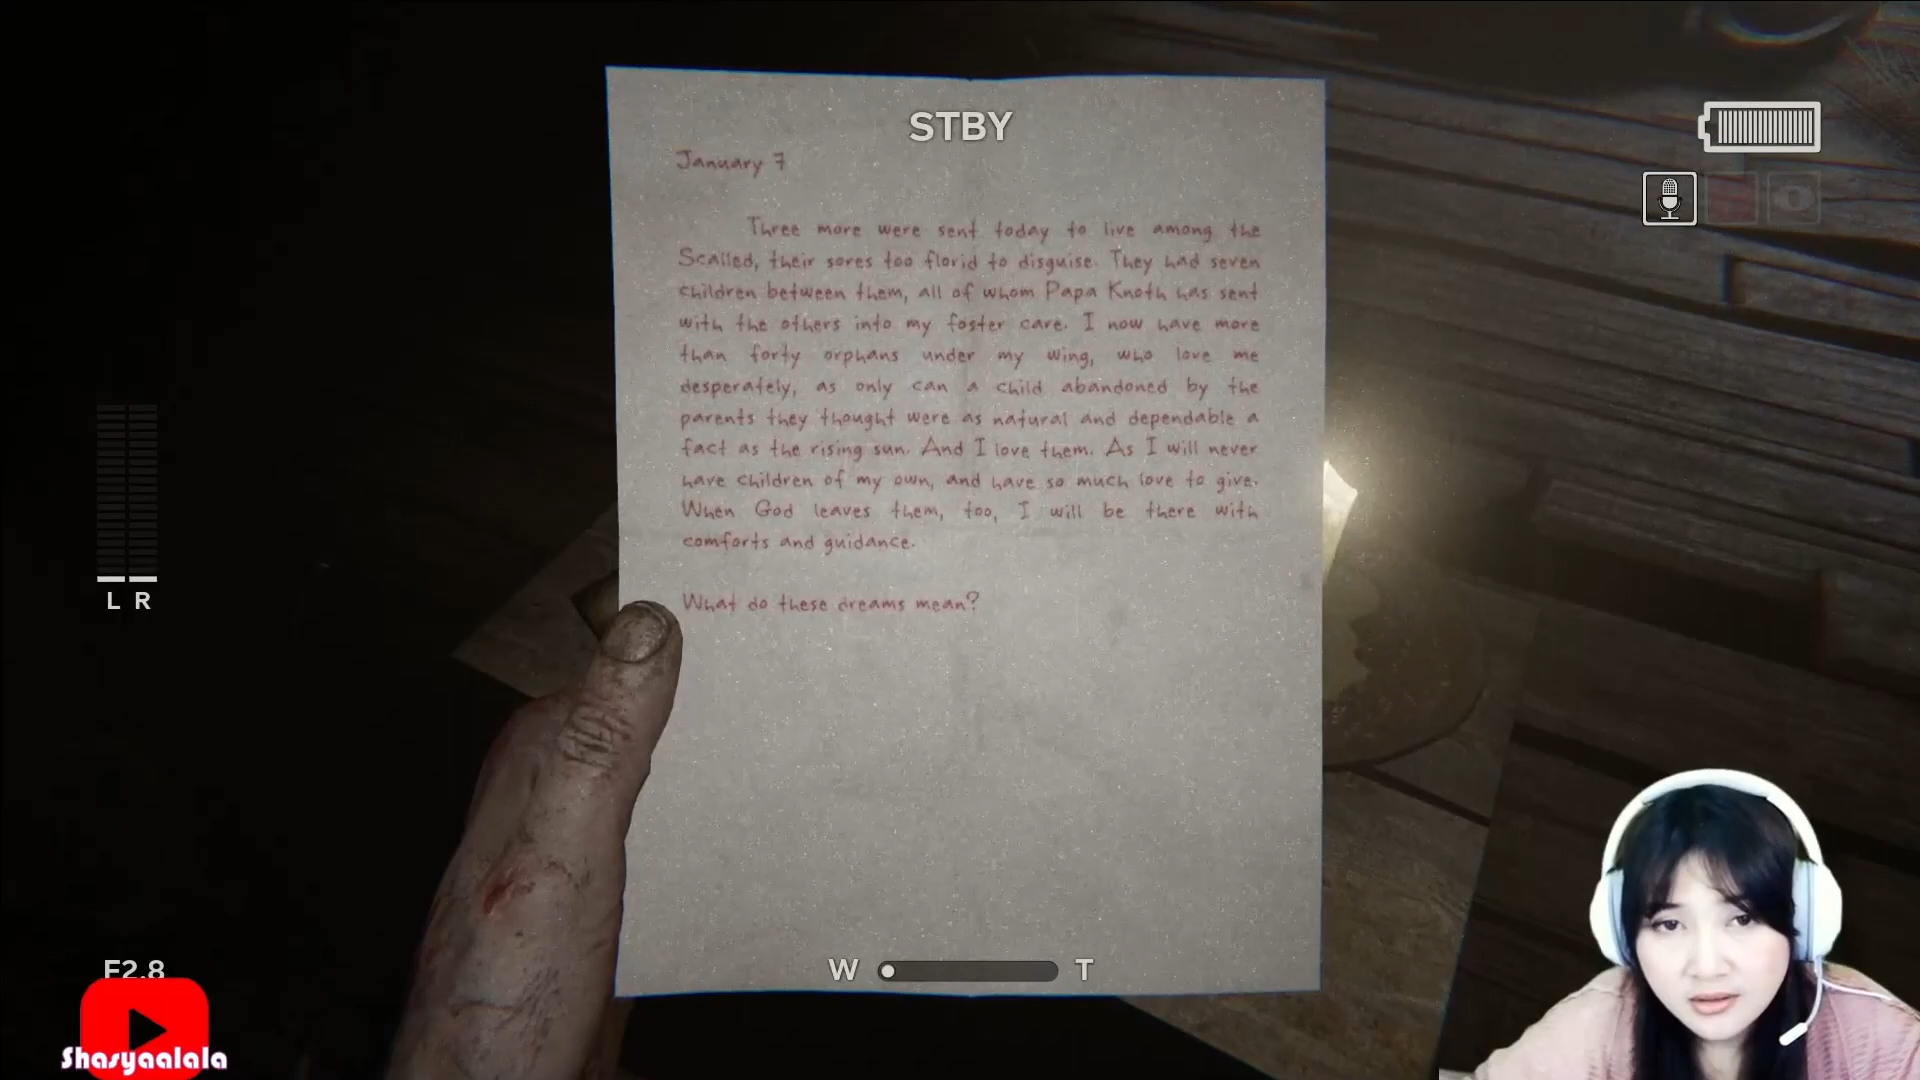 STBY
January 7
Three more were sent today to live among the
Scalled, their sores too florid to disguise. They had seven
children between them, all of whom Papa Knoth has sent
with the others into my foster care. I now have more
than forty orphans under my wing, who love me
desperately, as only can a child abandoned by the
parents they thought were as natural and dependable a
fact as the rising sun. And I love them. As I will never
have children of my own, and have so much love to give.
When God leaves them, too, I will be there with
comforts and guidance.
What do these dreams mean?
L R
F2.8
W T
Shasyaalala